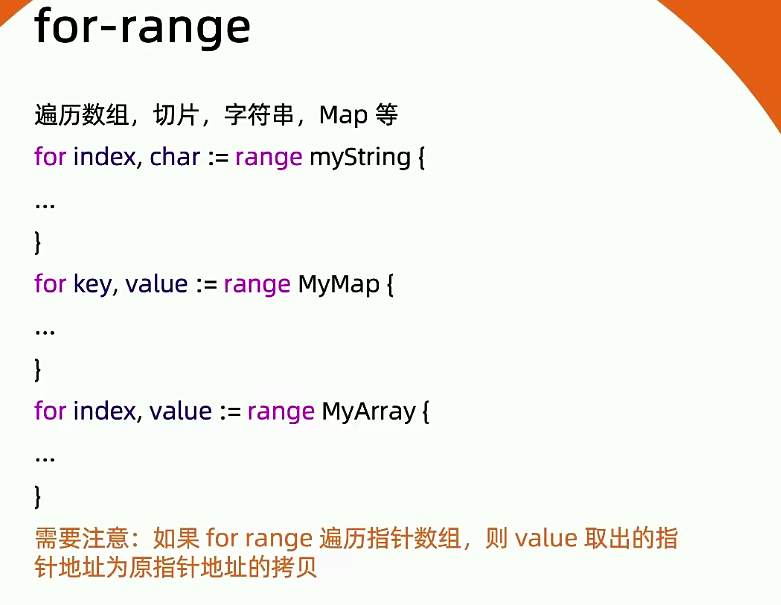 for-range
遍历数组，切片，字符串，Map 等
for index, char := range myString {
...
}
for key, value := range MyMap {
...
}
for index, value := range MyArray {
...
}
需要注意：如果 for range 遍历指针数组，则 value 取出的指
针地址为原指针地址的拷贝